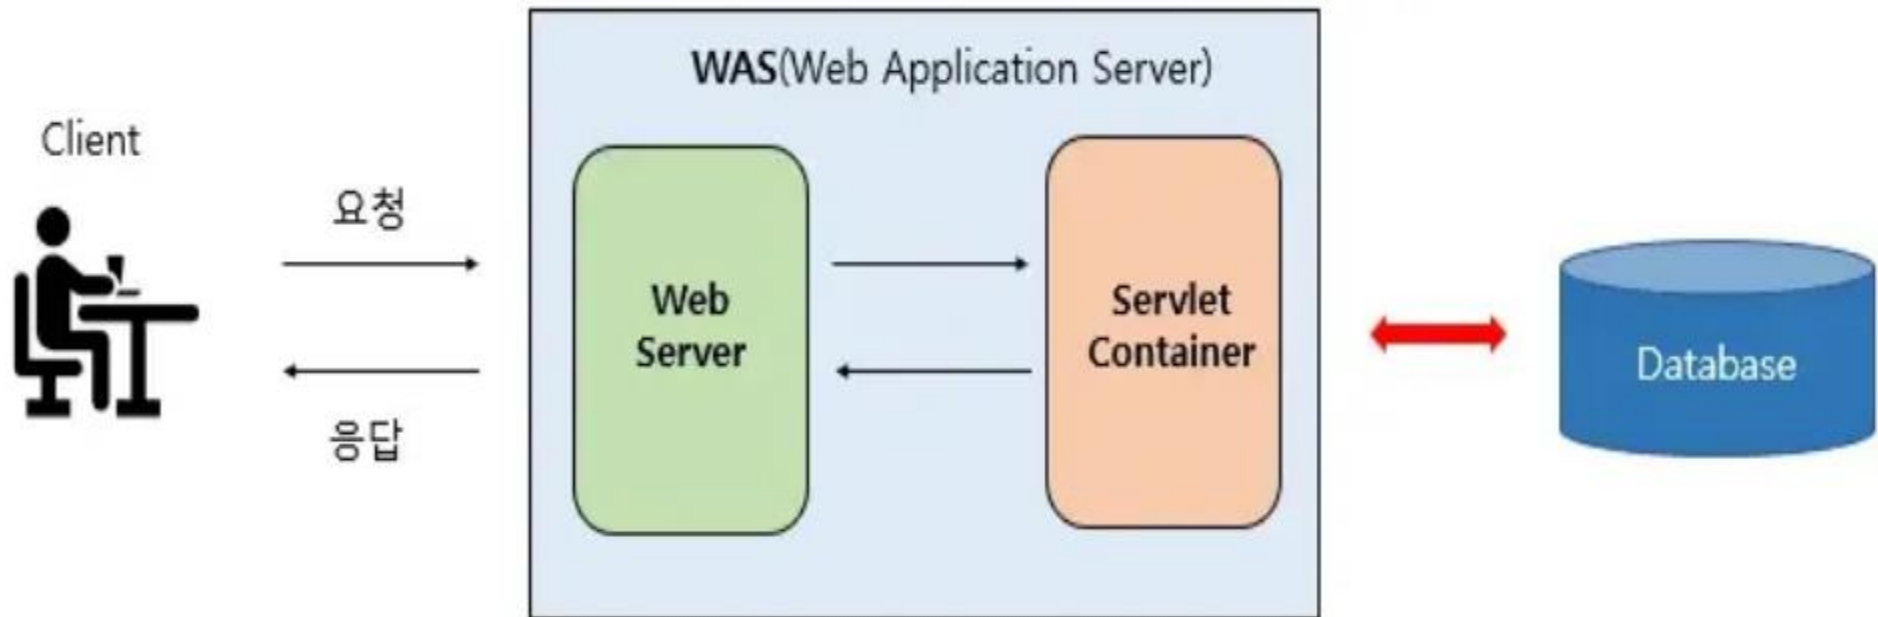 WAS(Web Application Server)
Client
요청
Web
Server
Servlet
Container
Database
응답